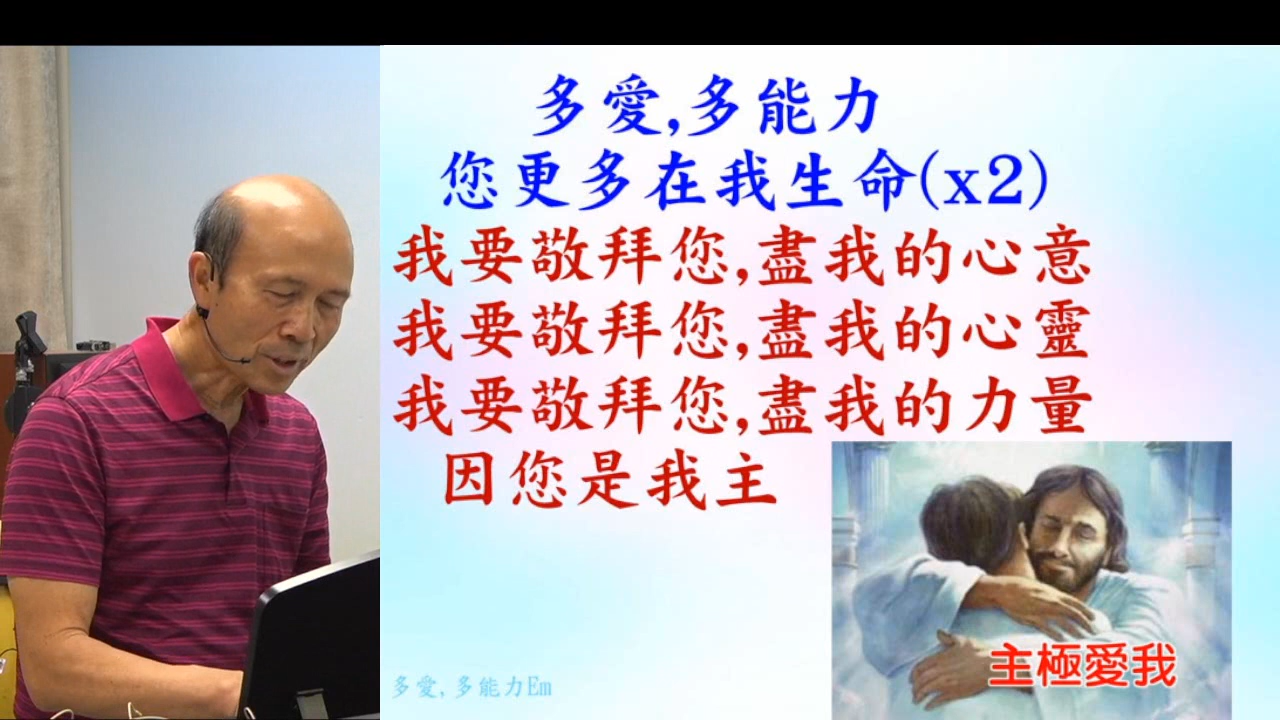 多愛,多能力
您更多在我生命(x2)
我要敬拜您,盡我的心意
我要敬拜您,盡我的心靈
我要敬拜您,盡我的力量
因您是我主
主極愛我
多愛,多能力Em